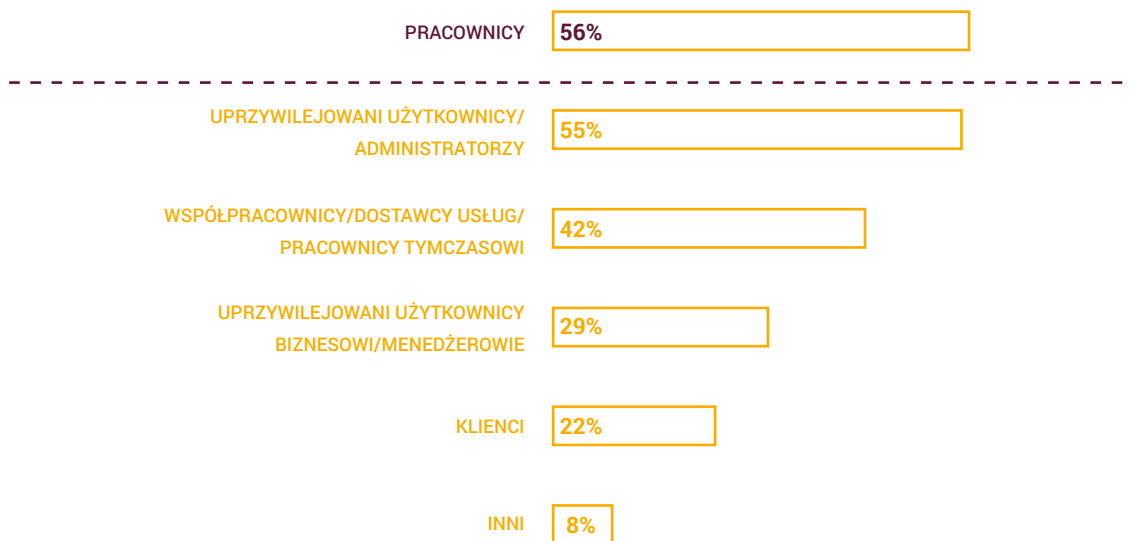 PRACOWNICY 56%
UPRZYWILEJOWANI UŻYTKOWNICY/
ADMINISTRATORZY
55%
WSPÓŁPRACOWNICY/DOSTAWCY USŁUG/
PRACOWNICY TYMCZASOWI
42%
UPRZYWILEJOWANI UŻYTKOWNICY
BIZNESOWI/MENEDŻEROWIE
29%
KLIENCI 22%
INNI 8%